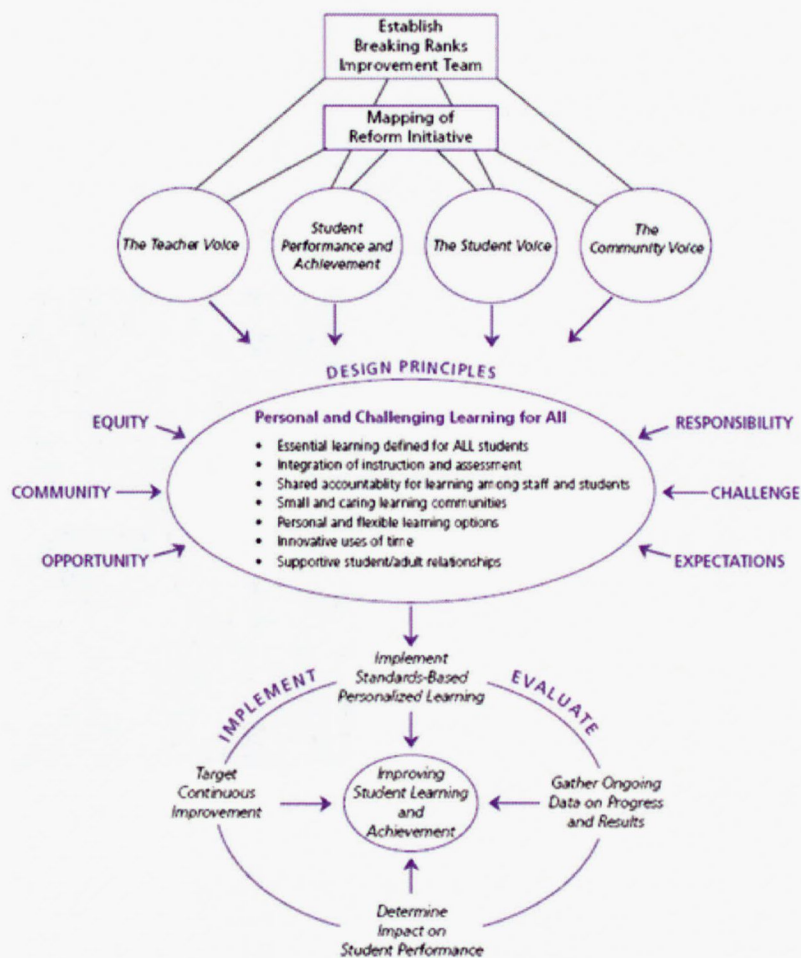 Establish
Breaking Ranks
Improvement Team
Mapping of
Reform Initiative
The Teacher Voice
Student
Performance and
Achievement
The Student Voice
The
Community Voice
DESIGN PRINCIPLES
EQUITY
COMMUNITY
OPPORTUNITY
Personal and Challenging Learning for All
• Essential learning defined for ALL students
• Integration of instruction and assessment
• Shared accountablity for learning among staff and students
• Small and caring learning communities
• Personal and flexible learning options
• Innovative uses of time
• Supportive student/adult relationships
RESPONSIBILITY
CHALLENGE
EXPECTATIONS
IMPLEMENT
Implement
Standards-Based
Personalized Learning
EVALUATE
Target
Continuous
Improvement
Improving
Student Learning
and
Achievement
Gather Ongoing
Data on Progress
and Results
Determine
Impact on
Student Performance